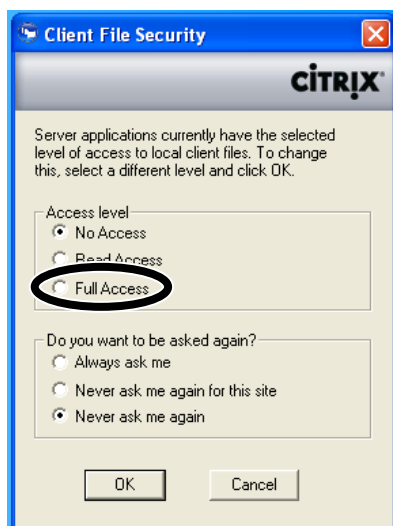 Client File Security
CİTRIX
Server applications currently have the selected
level of access to local client files. To change
this, select a different level and click OK.
Access level
No Access
Read Access
Full Access
Do you want to be asked again?
Always ask me
Never ask me again for this site
Never ask me again
OK Cancel